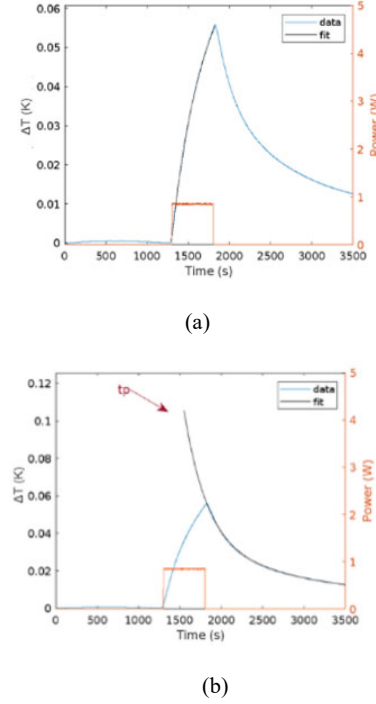 0.06
0.05
0.04
0.03
0.02
0.01
0
ΔT (K)
data
fit
5
4
3
2
1
0
Power (W)
0 500 1000 1500 2000 2500 3000 3500
Time (s)
(a)
0.12
0.1
0.08
0.06
0.04
0.02
0
ΔT (K)
tp
data
fit
5
4
3
2
1
0
Power (W)
0 500 1000 1500 2000 2500 3000 3500
Time (s)
(b)